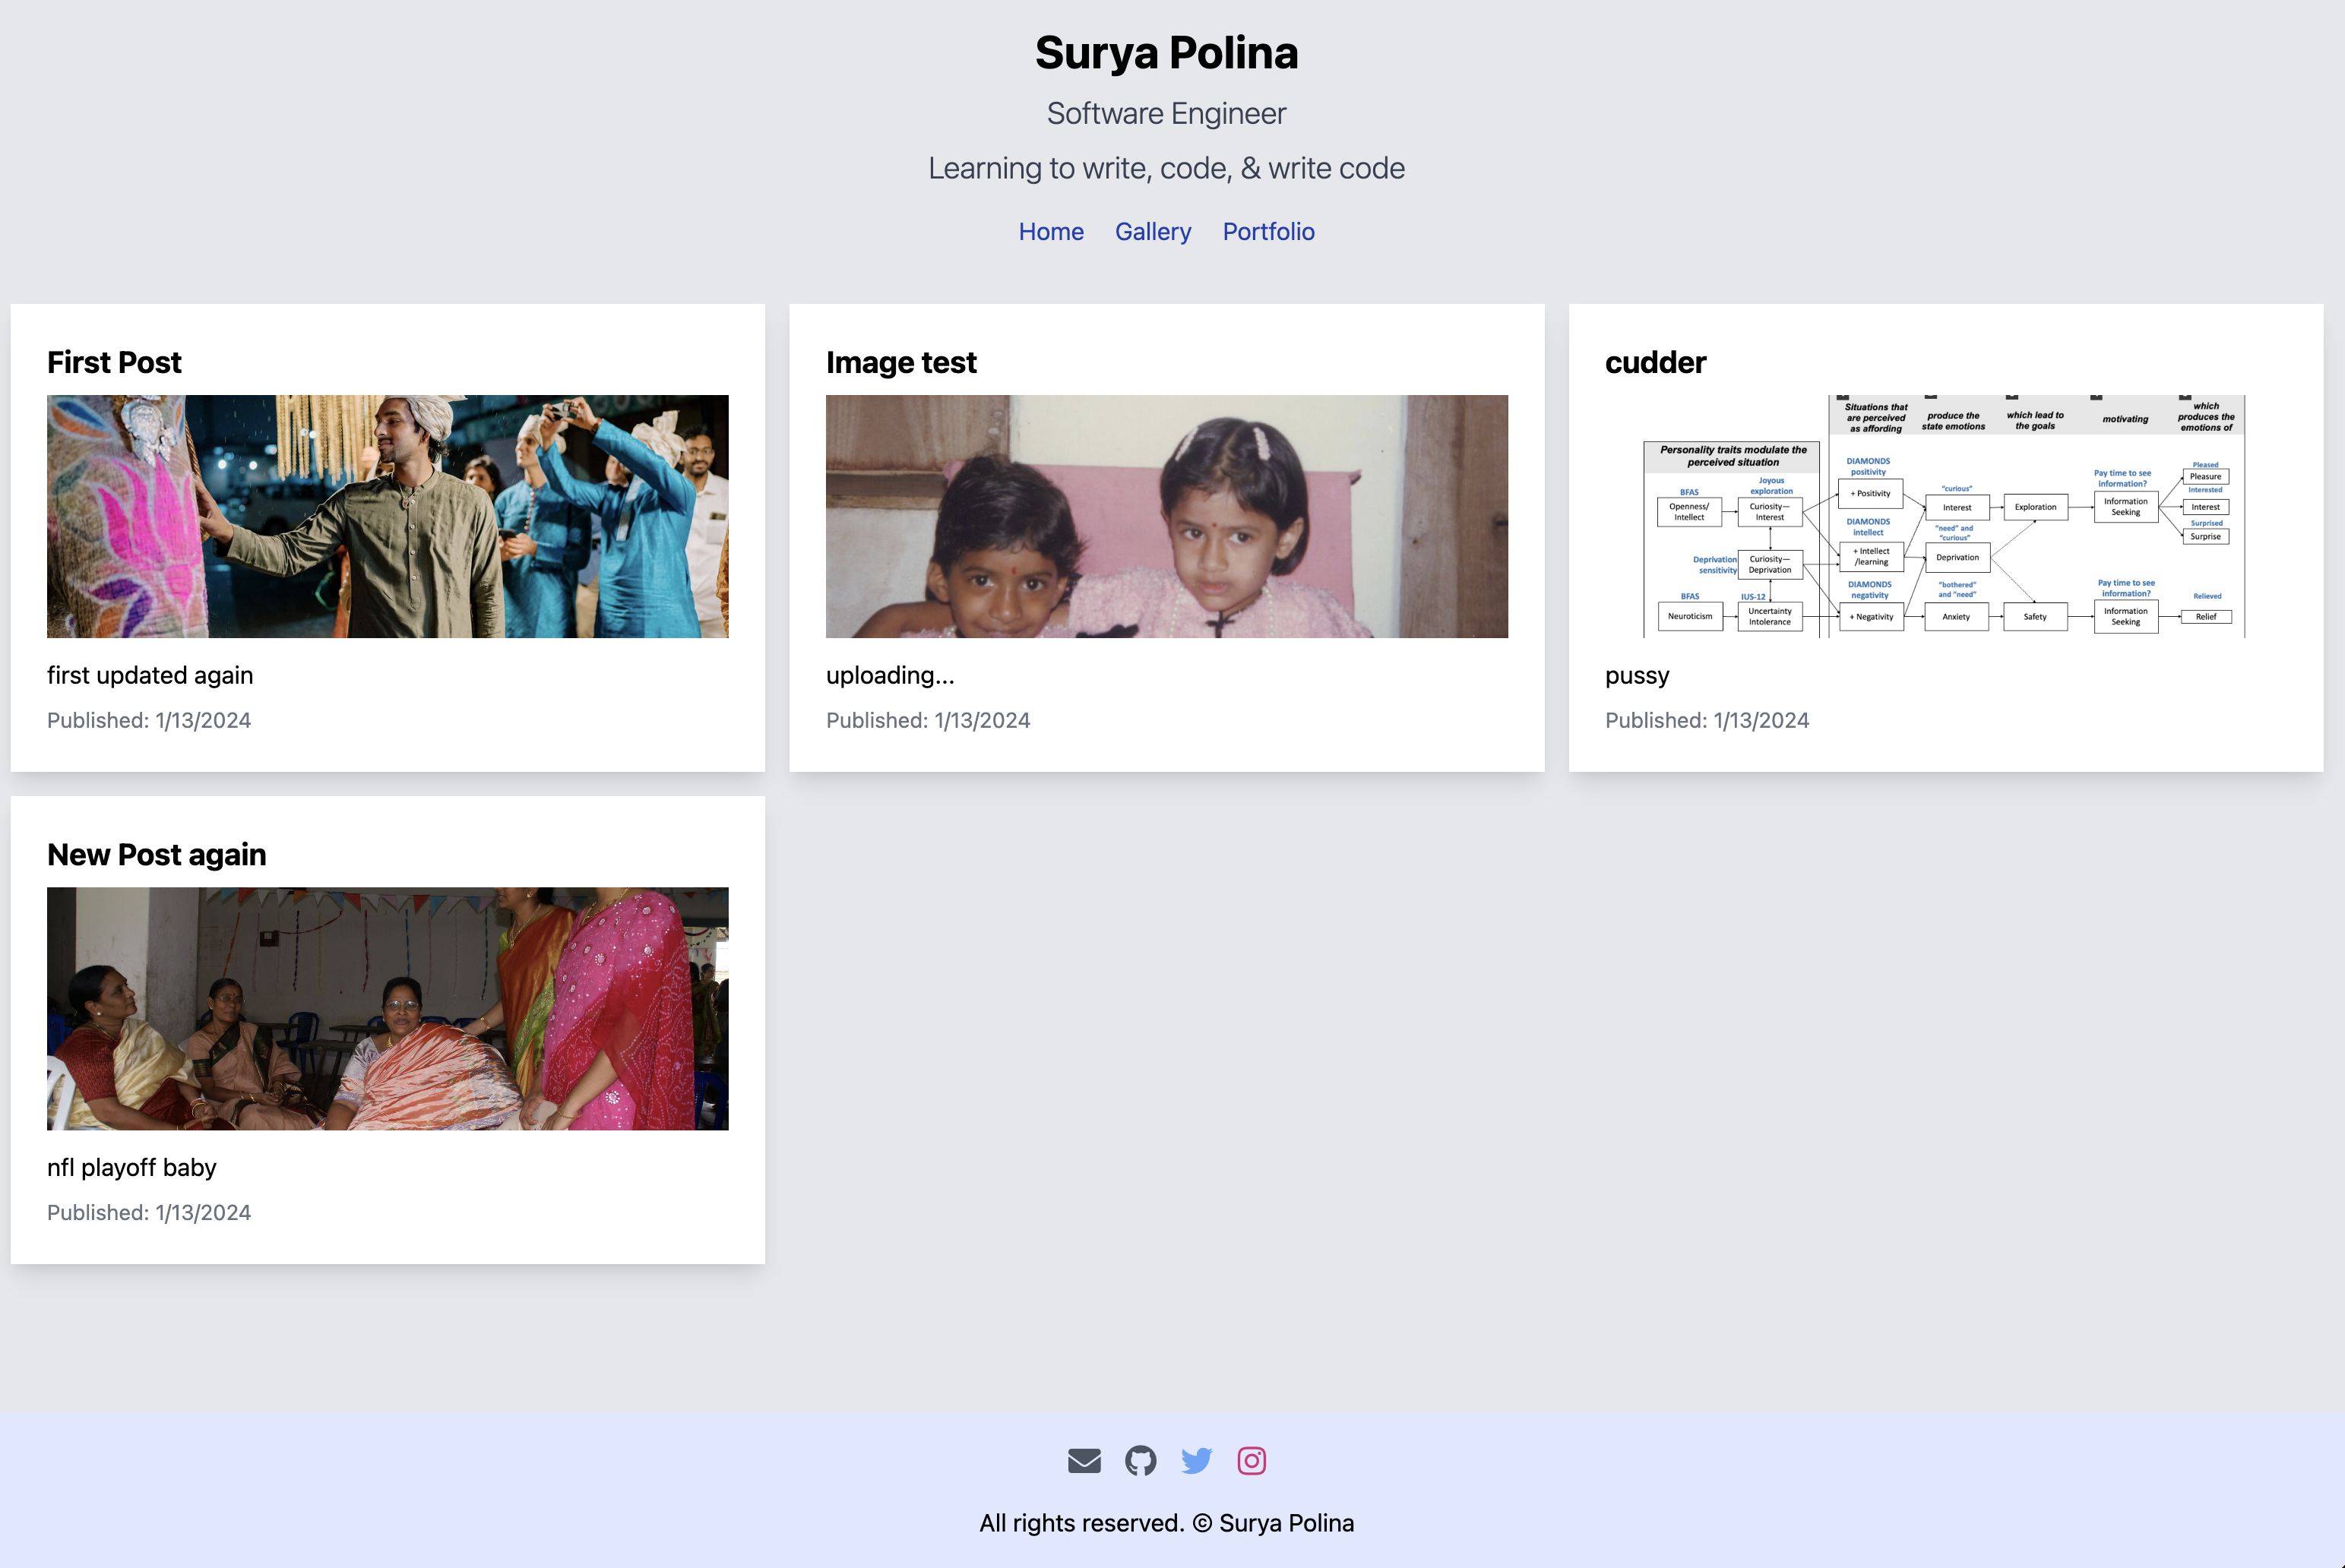 Surya Polina
Software Engineer
Learning to write, code, & write code
Home Gallery Portfolio
First Post
first updated again
Published: 1/13/2024
Image test
uploading...
Published: 1/13/2024
cudder
Situations that
are perceived
as affording
produce the
state emotions
which lead to
the goals
motivating
which
produces the
emotions of
Personality traits modulate the
perceived situation
BFAS
Openness/
Intellect
Joyous
exploration
Curiosity—
Interest
Deprivation
sensitivity
Curiosity—
Deprivation
BFAS
Neuroticism
IUS-12
Uncertainty
Intolerance
DIAMONDS
positivity
+ Positivity
DIAMONDS
intellect
+ Intellect
/learning
DIAMONDS
negativity
+ Negativity
"curious"
Interest
"need" and
"curious"
Deprivation
"bothered"
and "need"
Anxiety
Exploration
Safety
Pay time to see
information?
Information
Seeking
Pay time to see
information?
Information
Seeking
Pleased
Pleasure
Interested
Interest
Surprised
Surprise
Relieved
Relief
pussy
Published: 1/13/2024
New Post again
nfl playoff baby
Published: 1/13/2024
All rights reserved. © Surya Polina